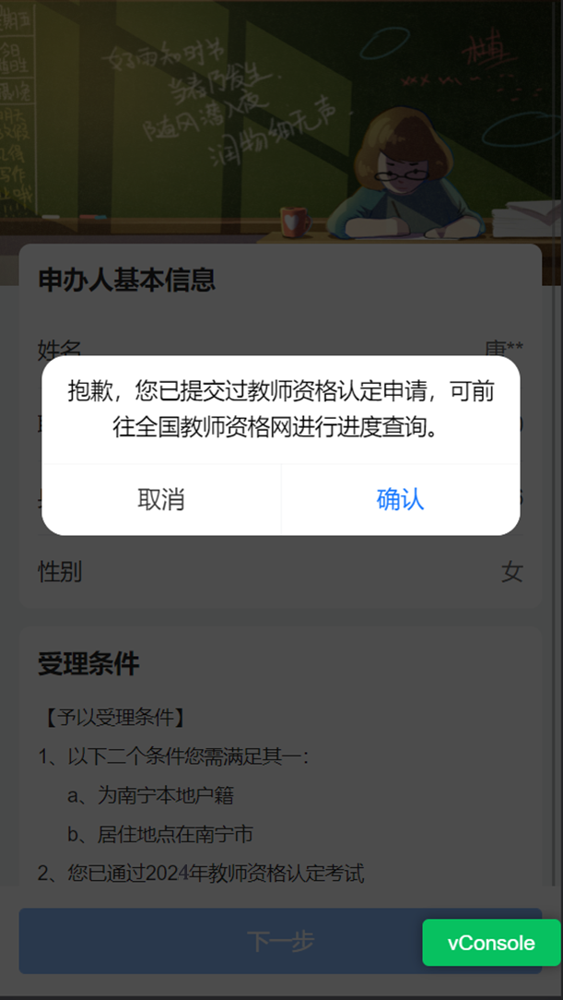 好雨知时节
当春乃发生.
随风潜入夜
润物细无声.
申办人基本信息
姓名
唐**
抱歉，您已提交过教师资格认定申请，可前
往全国教师资格网进行进度查询。
取消
确认
性别
女
受理条件
【予以受理条件】
1、以下二个条件您需满足其一：
a、为南宁本地户籍
b、居住地点在南宁市
2、您已通过2024年教师资格认定考试
下一步
vConsole